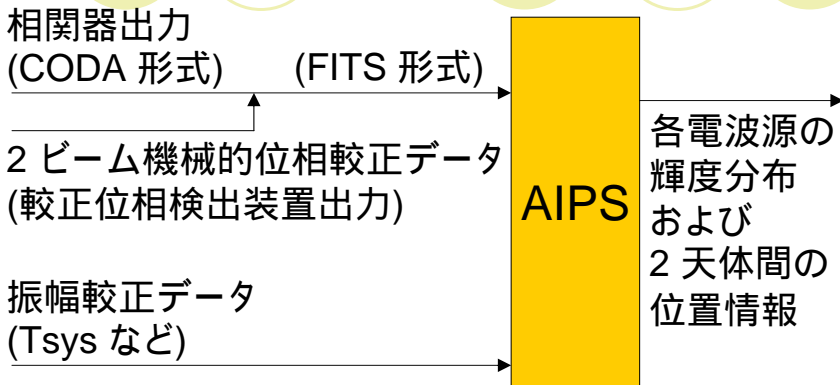 相関器出力
(CODA 形式)
(FITS 形式)
2 ビーム機械的位相較正データ
(較正位相検出装置出力)
振幅較正データ
(Tsys など)
AIPS
各電波源の
輝度分布
および
2 天体間の
位置情報